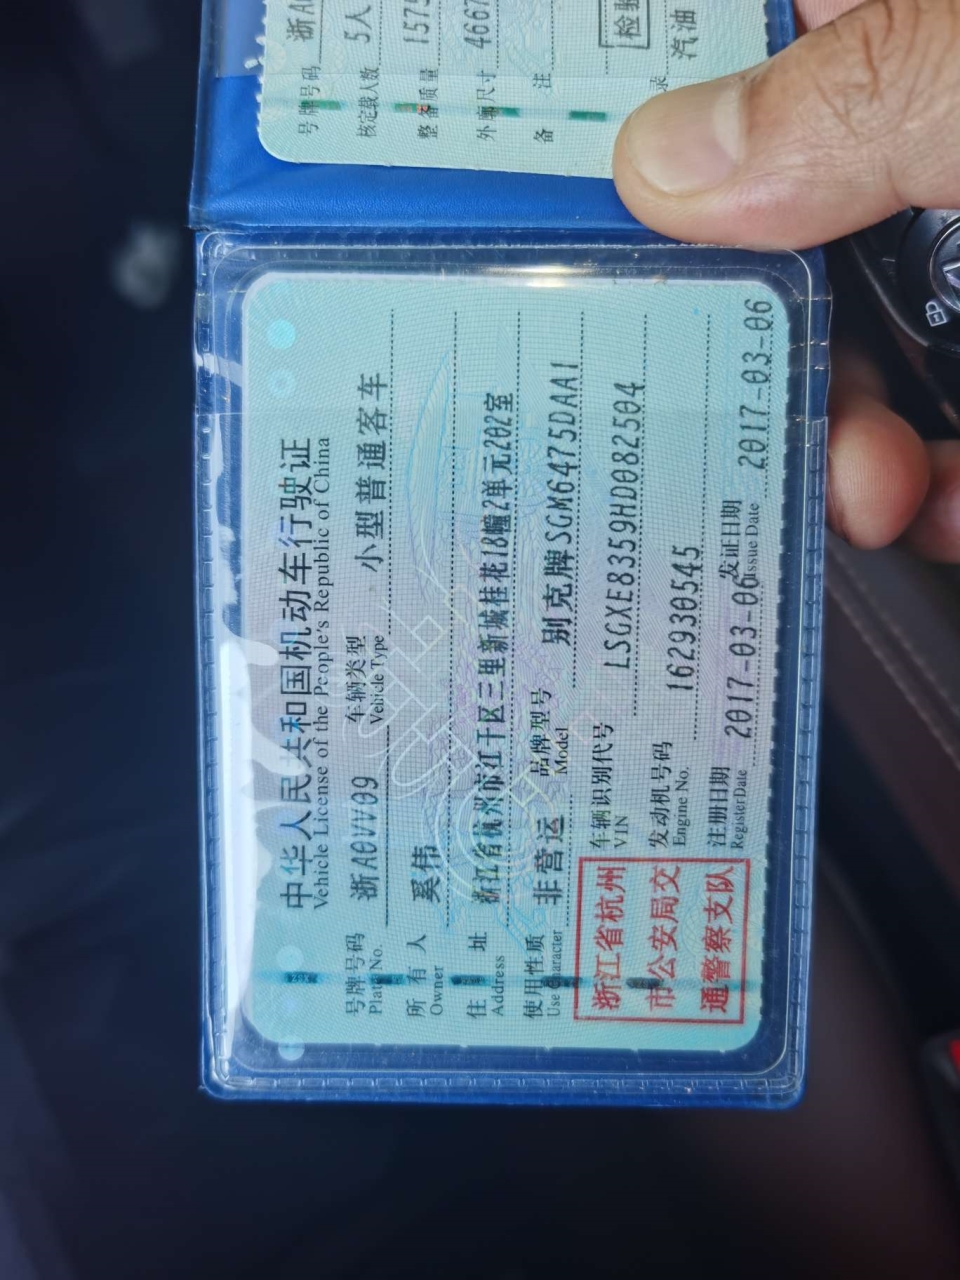 中华人民共和国机动车行驶证
Vehicle License of the People's Republic of China
号牌号码 浙A0VV09 车辆类型 小型普通客车
Plate No. Vehicle Type
所有人 奚伟
Owner
住址 浙江省杭州市江干区三里新城桂花18幢2单元202室
Address
使用性质 非营运 品牌型号 别克牌SGM6475DAA1
Use Character Model
浙江省杭州
市公安局交
通警察支队
车辆识别代号 LSGXE8359HD082504
VIN
发动机号码 162930545
Engine No.
注册日期 2017-03-06 发证日期 2017-03-06
Register Date Issue Date
号牌号码 浙A
核定载人数 5人
整备质量 1575
外廓尺寸 4667
备注
检验
录 汽油